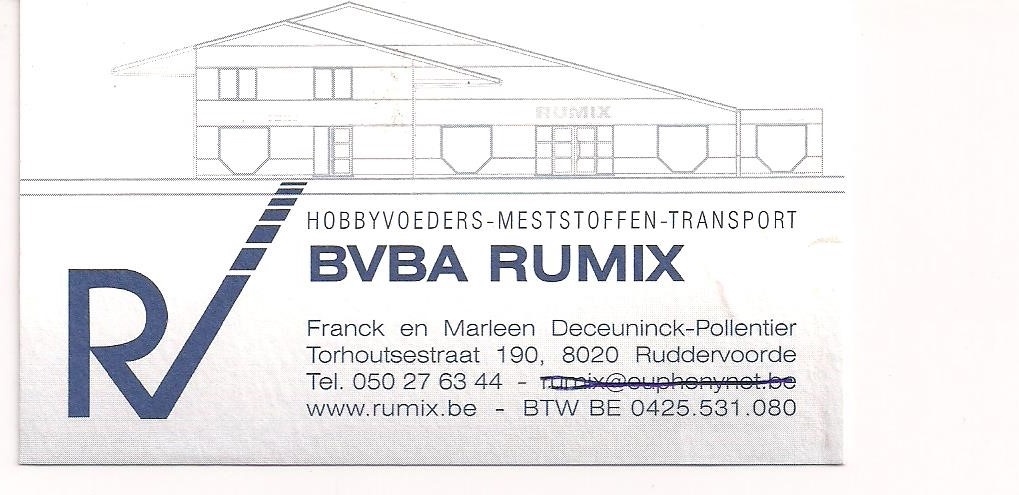 RUMIX
HOBBYVOEDERS-MESTSTOFFEN-TRANSPORT
BVBA RUMIX
RV
Franck en Marleen Deceuninck-Pollentier
Torhoutsestraat 190, 8020 Ruddervoorde
Tel. 050 27 63 44 - rumix@euphonynet.be
www.rumix.be - BTW BE 0425.531.080